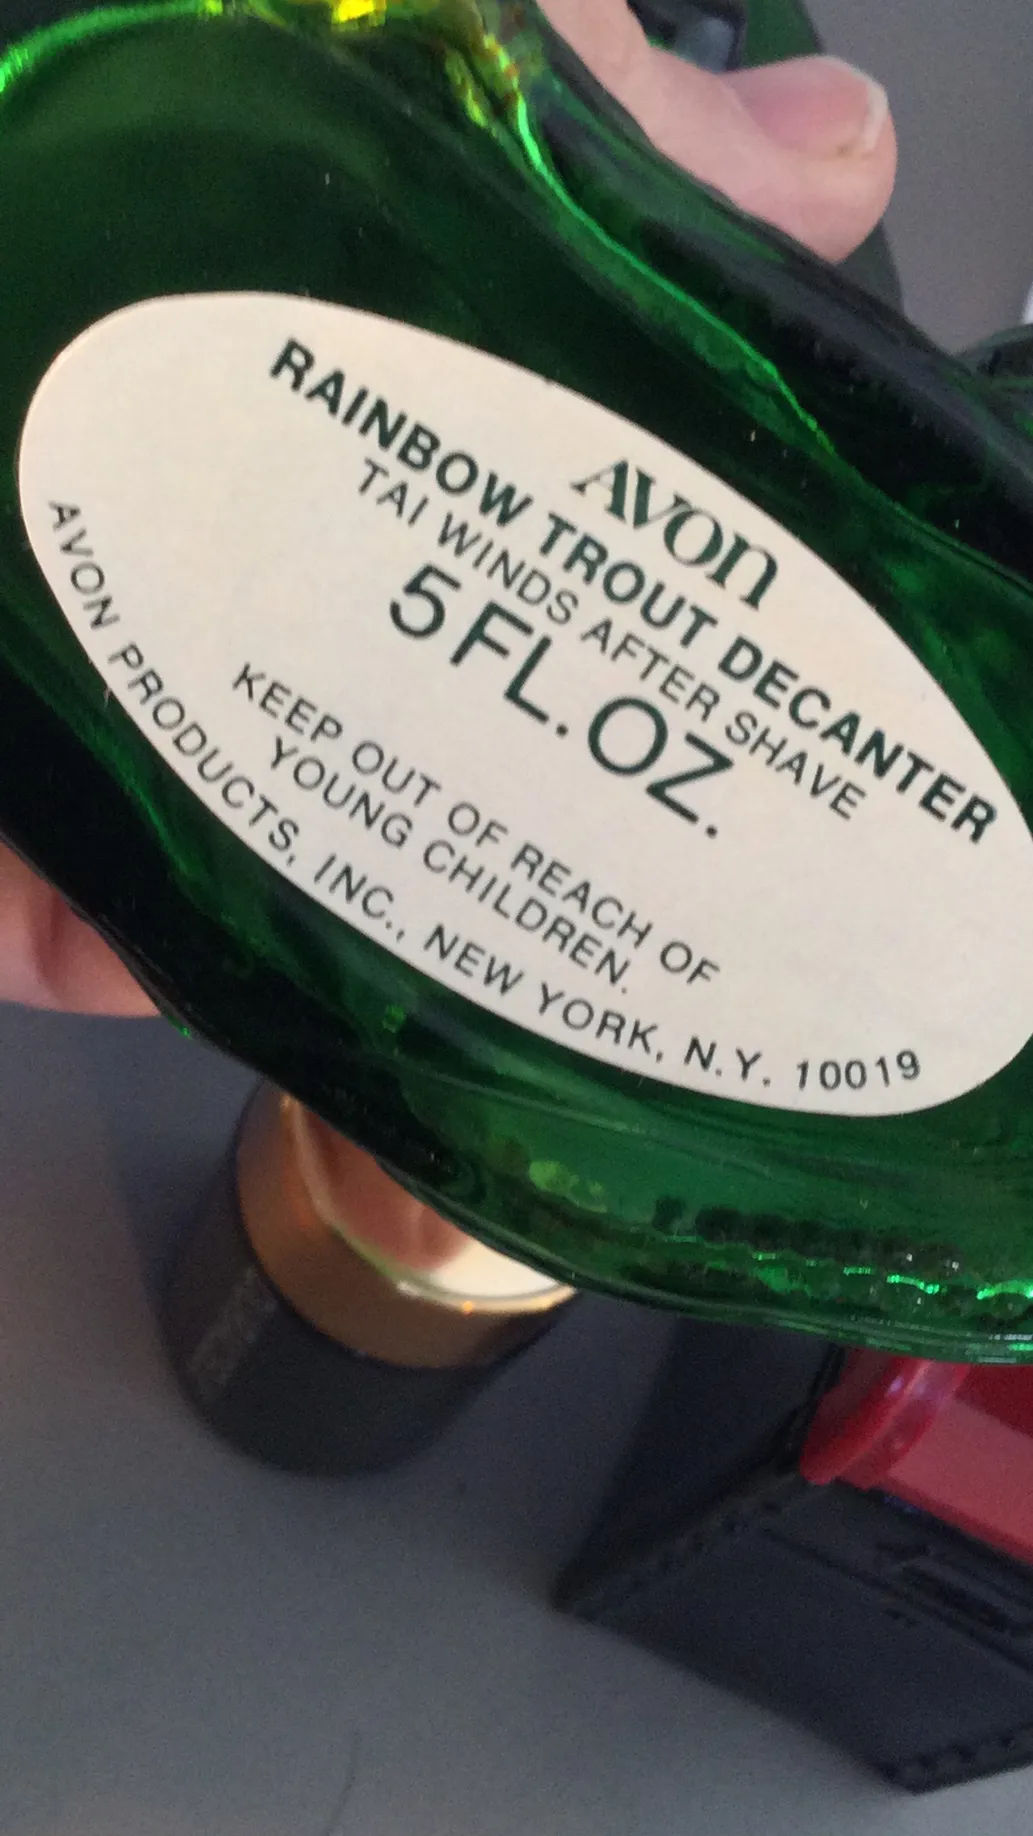 AVON
RAINBOW TROUT DECANTER
TAI WINDS AFTER SHAVE
5 FL. OZ.
KEEP OUT OF REACH OF
YOUNG CHILDREN.
AVON PRODUCTS, INC., NEW YORK, N.Y. 10019